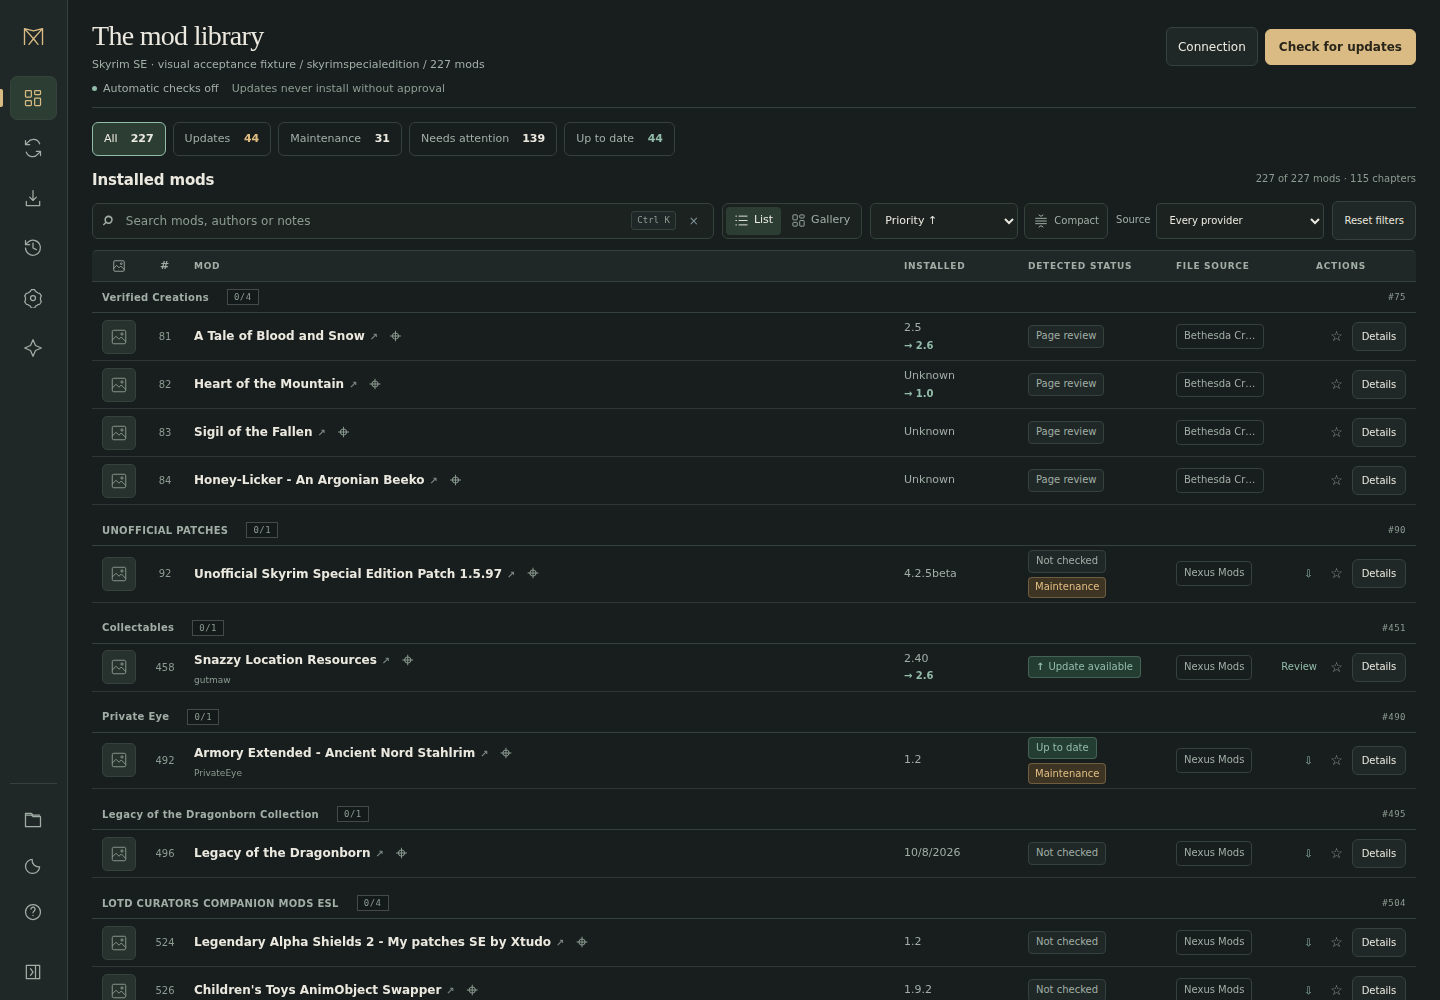 The mod library
Skyrim SE · visual acceptance fixture / skyrimspecialedition / 227 mods
Automatic checks off Updates never install without approval
Connection
Check for updates
All 227
Updates 44
Maintenance 31
Needs attention 139
Up to date 44
Installed mods
227 of 227 mods · 115 chapters
Search mods, authors or notes Ctrl K ×
List
Gallery
Priority ↑
Compact
Source
Every provider
Reset filters
# MOD INSTALLED DETECTED STATUS FILE SOURCE ACTIONS
Verified Creations 0/4 #75
81 A Tale of Blood and Snow ↗ 2.5 Page review Bethesda Cr… ☆ Details
→ 2.6
82 Heart of the Mountain ↗ Unknown Page review Bethesda Cr… ☆ Details
→ 1.0
83 Sigil of the Fallen ↗ Unknown Page review Bethesda Cr… ☆ Details
84 Honey-Licker - An Argonian Beeko ↗ Unknown Page review Bethesda Cr… ☆ Details
UNOFFICIAL PATCHES 0/1 #90
92 Unofficial Skyrim Special Edition Patch 1.5.97 ↗ 4.2.5beta Not checked Nexus Mods ⇩ ☆ Details
Maintenance
Collectables 0/1 #451
458 Snazzy Location Resources ↗ 2.40 ↑ Update available Nexus Mods Review ☆ Details
gutmaw → 2.6
Private Eye 0/1 #490
492 Armory Extended - Ancient Nord Stahlrim ↗ 1.2 Up to date Nexus Mods ⇩ ☆ Details
PrivateEye Maintenance
Legacy of the Dragonborn Collection 0/1 #495
496 Legacy of the Dragonborn ↗ 10/8/2026 Not checked Nexus Mods ⇩ ☆ Details
LOTD CURATORS COMPANION MODS ESL 0/4 #504
524 Legendary Alpha Shields 2 - My patches SE by Xtudo ↗ 1.2 Not checked Nexus Mods ⇩ ☆ Details
526 Children's Toys AnimObject Swapper ↗ 1.9.2 Not checked Nexus Mods ⇩ ☆ Details